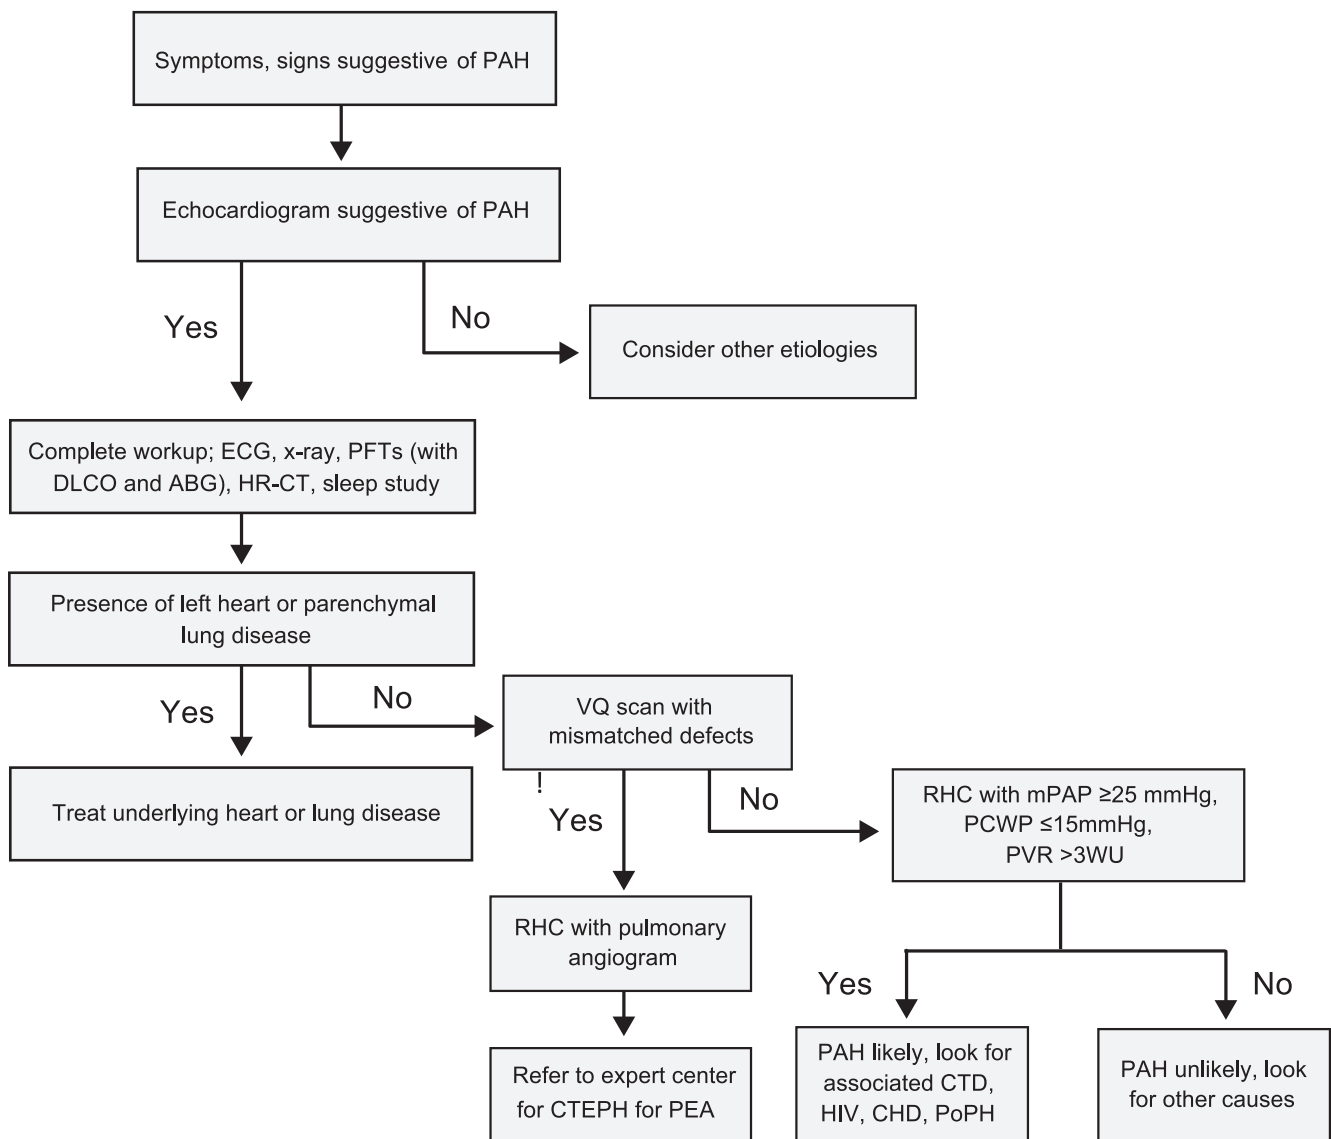 Symptoms, signs suggestive of PAH
Echocardiogram suggestive of PAH
Yes
No
Consider other etiologies
Complete workup; ECG, x-ray, PFTs (with
DLCO and ABG), HR-CT, sleep study
Presence of left heart or parenchymal
lung disease
Yes
No
Treat underlying heart or lung disease
VQ scan with
mismatched defects
!
Yes
No
RHC with pulmonary
angiogram
Refer to expert center
for CTEPH for PEA
RHC with mPAP ≥25 mmHg,
PCWP ≤15mmHg,
PVR >3WU
Yes
No
PAH likely, look for
associated CTD,
HIV, CHD, PoPH
PAH unlikely, look
for other causes